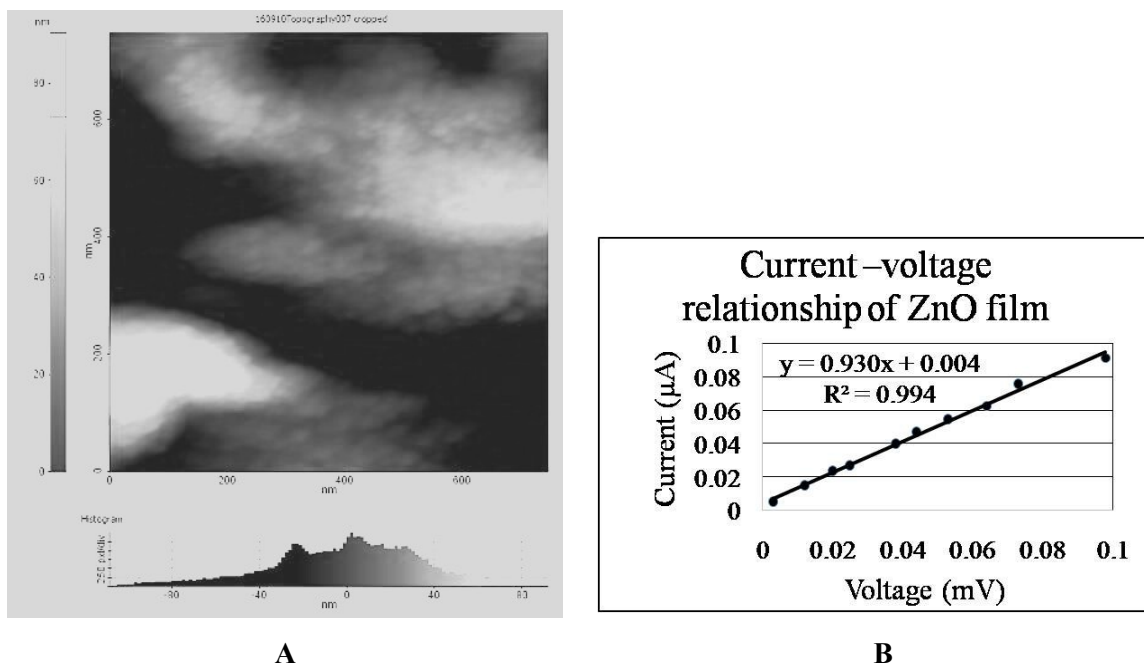 nm
160910Topography007 cropped
80
60
40
20
0
nm
600
400
200
0
0
200
400
600
nm
Histogram
-80
-40
0
40
80
nm
Current –voltage
relationship of ZnO film
y = 0.930x + 0.004
R² = 0.994
Current (µA)
0.1
0.08
0.06
0.04
0.02
0
0
0.02
0.04
0.06
0.08
0.1
Voltage (mV)
A
B